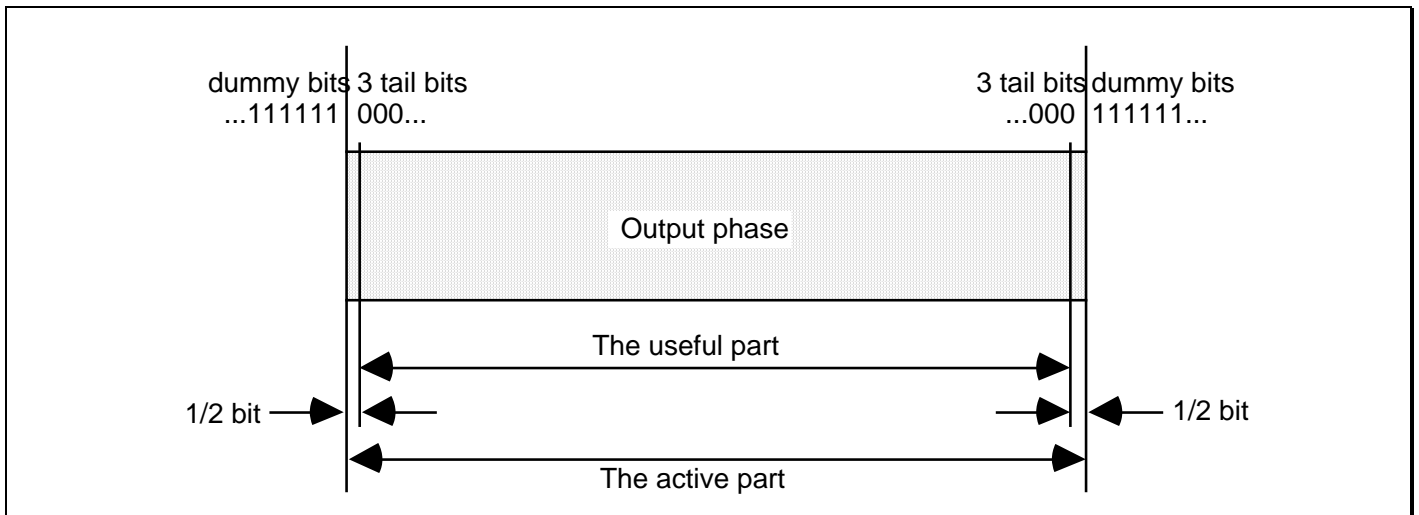 dummy bits 3 tail bits 3 tail bits dummy bits
...111111 000... ...000 111111...
Output phase
The useful part
1/2 bit 1/2 bit
The active part